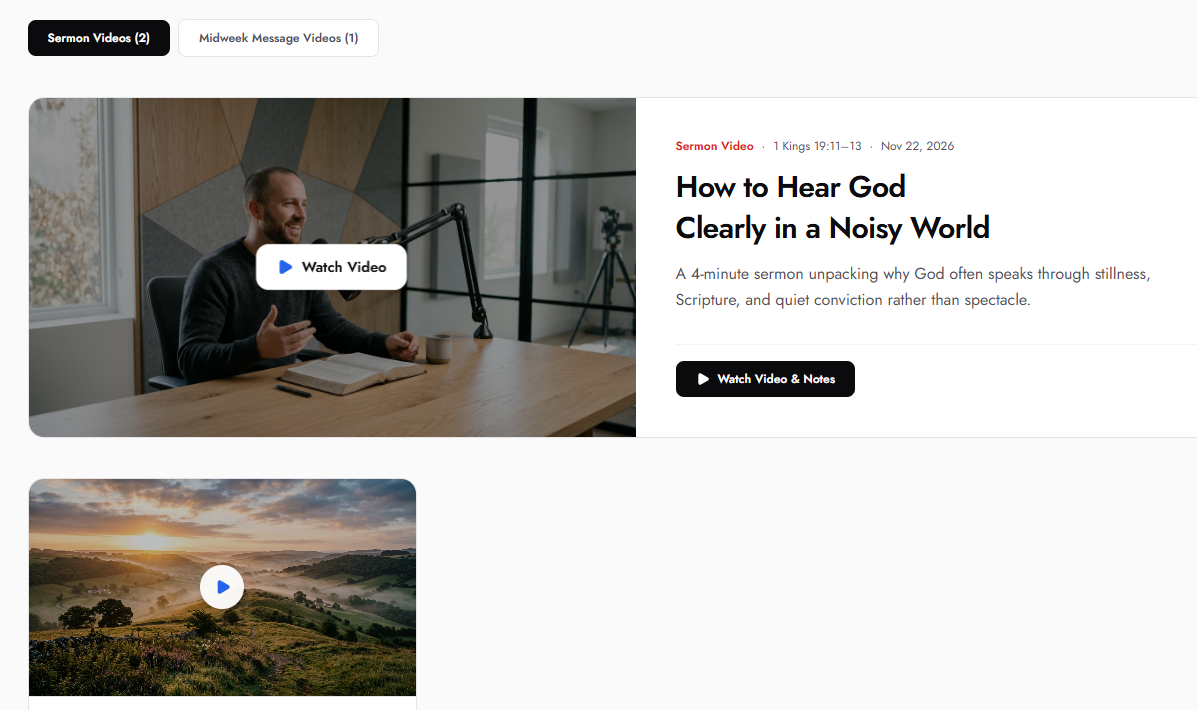 Sermon Videos (2)
Midweek Message Videos (1)
Watch Video
Sermon Video · 1 Kings 19:11–13 · Nov 22, 2026
How to Hear God
Clearly in a Noisy World
A 4-minute sermon unpacking why God often speaks through stillness,
Scripture, and quiet conviction rather than spectacle.
Watch Video & Notes